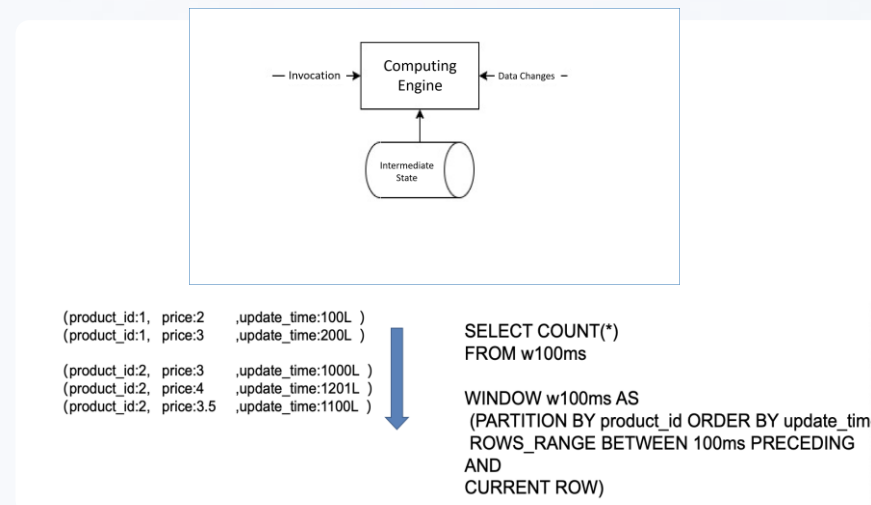 Invocation
Computing
Engine
Data Changes
Intermediate
State
(product_id:1, price:2 ,update_time:100L )
(product_id:1, price:3 ,update_time:200L )
(product_id:2, price:3 ,update_time:1000L )
(product_id:2, price:4 ,update_time:1201L )
(product_id:2, price:3.5 ,update_time:1100L )
SELECT COUNT(*)
FROM w100ms
WINDOW w100ms AS
(PARTITION BY product_id ORDER BY update_tim
ROWS_RANGE BETWEEN 100ms PRECEDING
AND
CURRENT ROW)